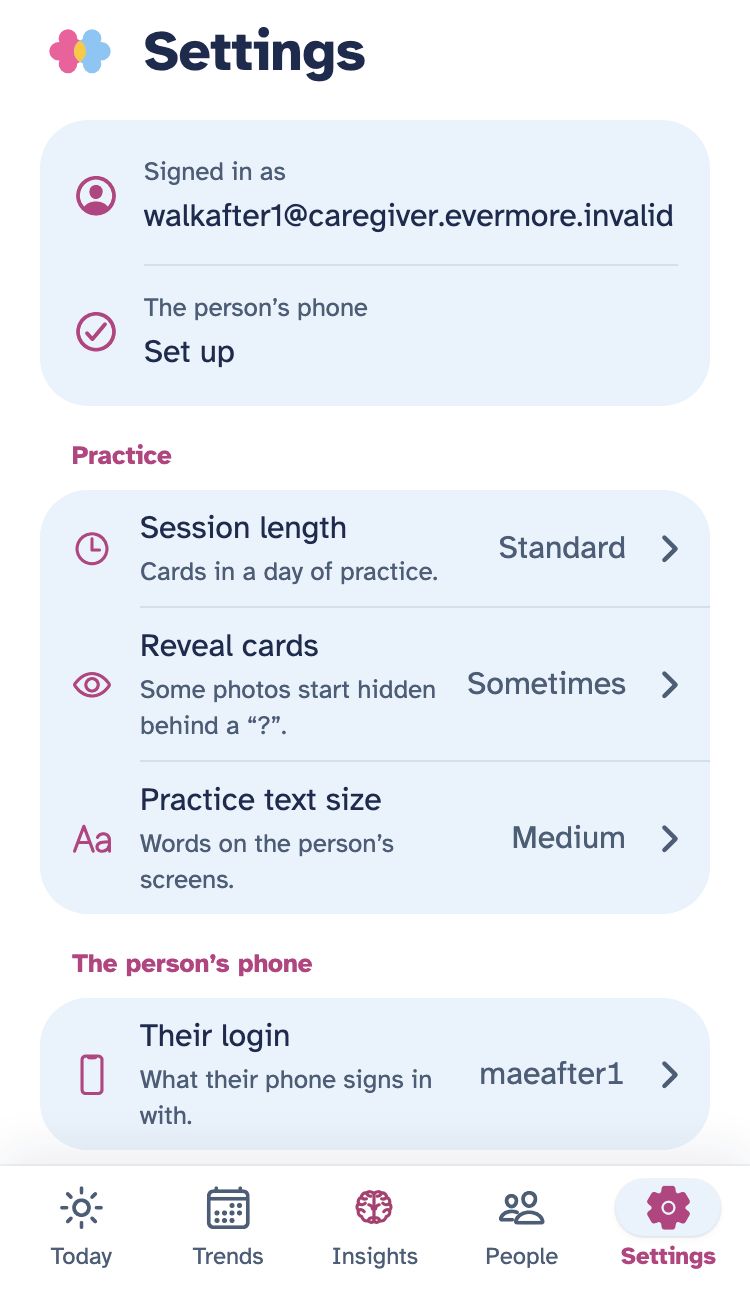 Settings
Signed in as
walkafter1@caregiver.evermore.invalid
The person’s phone
Set up
Practice
Session length
Cards in a day of practice.
Standard
Reveal cards
Some photos start hidden
behind a “?”.
Sometimes
Aa
Practice text size
Words on the person’s
screens.
Medium
The person’s phone
Their login
What their phone signs in
with.
maeafter1
Today
Trends
Insights
People
Settings